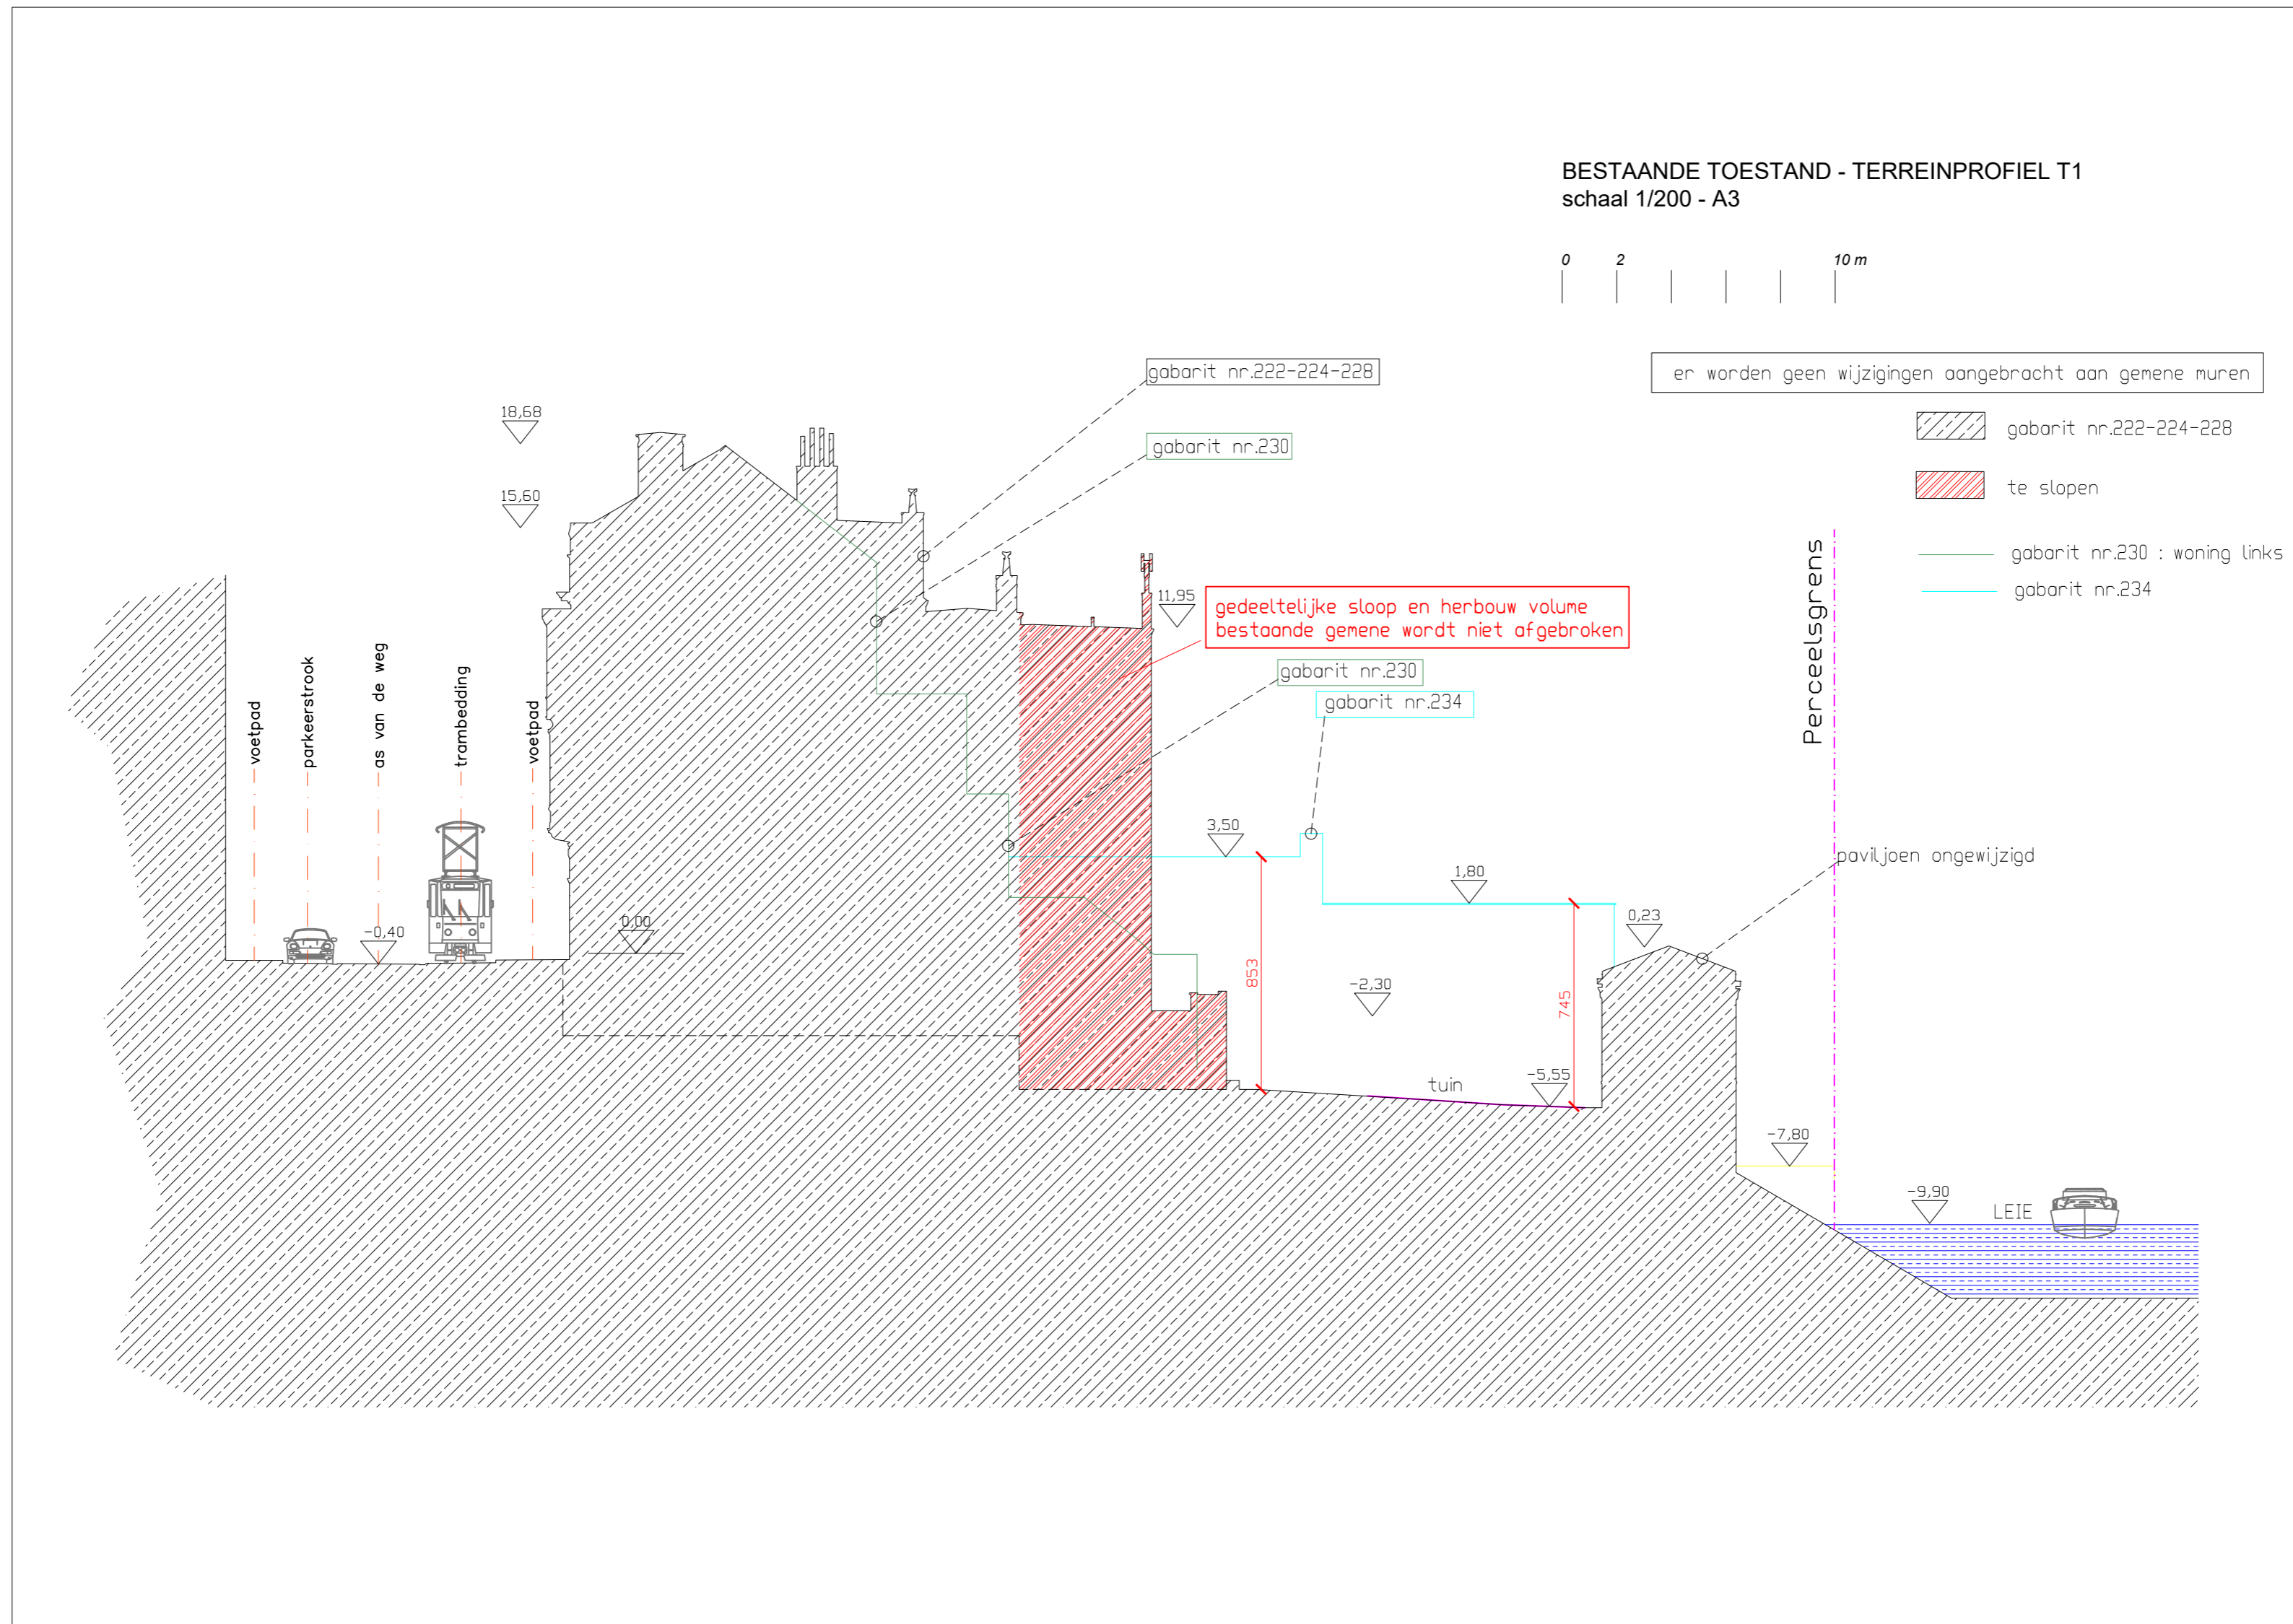 BESTAANDE TOESTAND - TERREINPROFIEL T1
schaal 1/200 - A3
0 2 10 m
gabarit nr.222-224-228
er worden geen wijzigingen aangebracht aan gemene muren
18,68
gabarit nr.222-224-228
gabarit nr.230
15,60
te slopen
gabarit nr.230 : woning links
gabarit nr.234
11,95
gedeeltelijke sloop en herbouw volume
bestaande gemene wordt niet afgebroken
Perceelsgrens
gabarit nr.230
gabarit nr.234
voetpad
parkeerstrook
as van de weg
trambedding
voetpad
3,50
1,80
paviljoen ongewijzigd
0,00
0,23
-0,40
853
-2,30
745
tuin
-5,55
-7,80
-9,90
LEIE